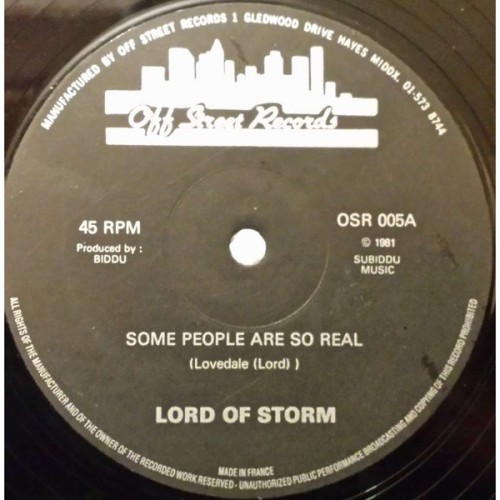 MANUFACTURED BY OFF STREET RECORDS 1 GLEDWOOD DRIVE HAYES MIDDX. 01. 573 8744
Off Street Records
45 RPM
Produced by :
BIDDU
OSR 005A
© 1981
SUBIDDU
MUSIC
SOME PEOPLE ARE SO REAL
(Lovedale (Lord) )
LORD OF STORM
ALL RIGHTS OF THE MANUFACTURER AND OF THE OWNER OF THE RECORDED WORK RESERVED - UNAUTHORIZED PUBLIC PERFORMANCE BROADCASTING AND COPYING OF THIS RECORD PROHIBITED
MADE IN FRANCE